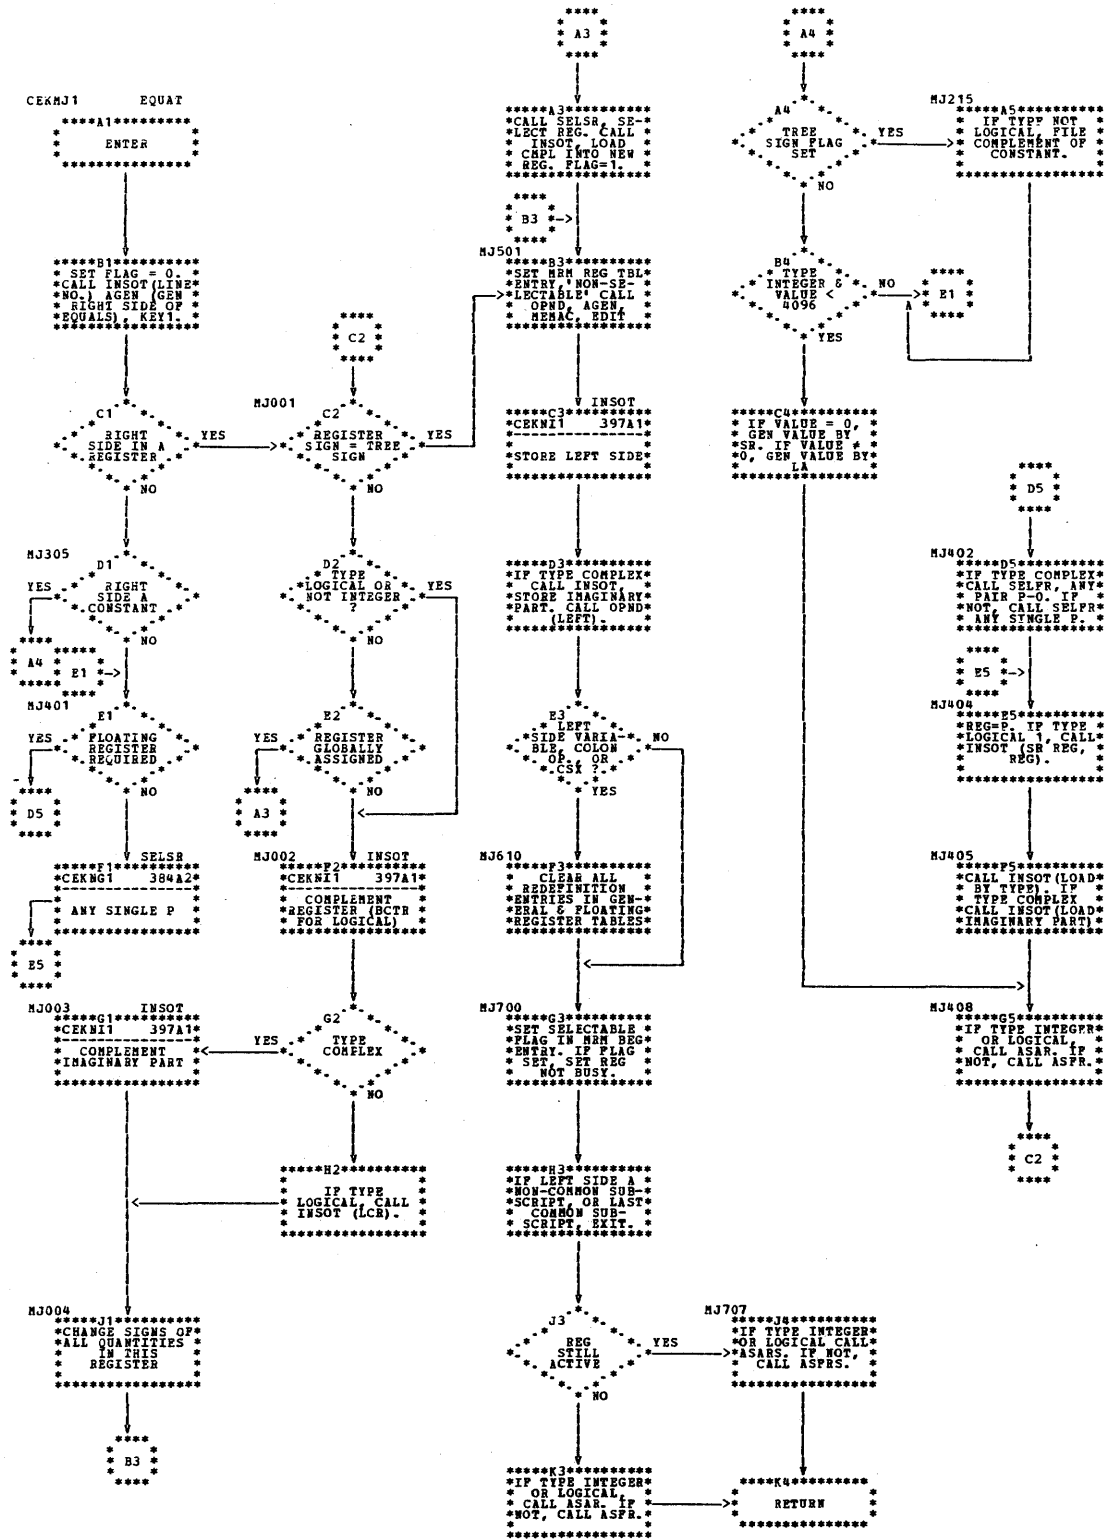 A3
A4
CEKMJ1 EQUAT
A1
ENTER
A3
CALL SELSR, SE-
LECT REG. CALL
INSOT, LOAD
CMPL INTO NEW
REG. FLAG=1.
A4
TREE
SIGN FLAG
SET
YES
NO
MJ215
A5
IF TYPE NOT
LOGICAL, FILE
COMPLEMENT OF
CONSTANT.
B3
B1
SET FLAG = 0.
CALL INSOT(LINE
NO.) AGEN (GEN
RIGHT SIDE OF
EQUALS), KEY1.
MJ501
B3
SET MRM REG TBL
ENTRY,'NON-SE-
LECTABLE' CALL
OPND, AGEN,
MEMAC, EDIT
B4
TYPE
INTEGER &
VALUE <
4096
NO
YES
E1
C2
C1
RIGHT
SIDE IN A
REGISTER
YES
NO
MJ001
C2
REGISTER
SIGN = TREE
SIGN
YES
NO
INSOT
C3
CEKNI1 397A1
STORE LEFT SIDE
C4
IF VALUE = 0,
GEN VALUE BY
SR. IF VALUE ≠
0, GEN VALUE BY
LA
D5
MJ305
D1
RIGHT
SIDE A
CONSTANT
YES
NO
A4
D2
TYPE
LOGICAL OR
NOT INTEGER
?
YES
NO
D3
IF TYPE COMPLEX
CALL INSOT,
STORE IMAGINARY
PART. CALL OPND
(LEFT).
MJ402
D5
IF TYPE COMPLEX
CALL SELFR, ANY
PAIR P-0. IF
NOT, CALL SELFR
ANY SINGLE P.
E1
MJ401
E1
FLOATING
REGISTER
REQUIRED
YES
NO
D5
E2
REGISTER
GLOBALLY
ASSIGNED
YES
NO
A3
E3
LEFT
SIDE VARIA-
BLE, COLON
OP., OR
CSX ?
NO
YES
E5
MJ404
E5
REG=P. IF TYPE
LOGICAL 1, CALL
INSOT (SR REG,
REG).
SELSR
F1
CEKNG1 384A2
ANY SINGLE P
E5
MJ002 INSOT
F2
CEKNI1 397A1
COMPLEMENT
REGISTER (BCTR
FOR LOGICAL)
MJ610
F3
CLEAR ALL
REDEFINITION
ENTRIES IN GEN-
ERAL & FLOATING
REGISTER TABLES
MJ405
F5
CALL INSOT(LOAD
BY TYPE). IF
TYPE COMPLEX
CALL INSOT(LOAD
IMAGINARY PART)
MJ003 INSOT
G1
CEKNI1 397A1
COMPLEMENT
IMAGINARY PART
G2
TYPE
COMPLEX
YES
NO
MJ700
G3
SET SELECTABLE
FLAG IN MRM BEG
ENTRY. IF FLAG
SET, SET REG
NOT BUSY.
MJ408
G5
IF TYPE INTEGER
OR LOGICAL,
CALL ASAR. IF
NOT, CALL ASFR.
C2
H2
IF TYPE
LOGICAL, CALL
INSOT (LCR).
H3
IF LEFT SIDE A
NON-COMMON SUB-
SCRIPT, OR LAST
COMMON SUB-
SCRIPT, EXIT.
MJ004
J1
CHANGE SIGNS OF
ALL QUANTITIES
IN THIS
REGISTER
B3
J3
REG
STILL
ACTIVE
YES
NO
MJ707
J4
IF TYPE INTEGER
OR LOGICAL CALL
ASARS. IF NOT,
CALL ASFRS.
K3
IF TYPE INTEGER
OR LOGICAL,
CALL ASAR. IF
NOT, CALL ASFR.
K4
RETURN